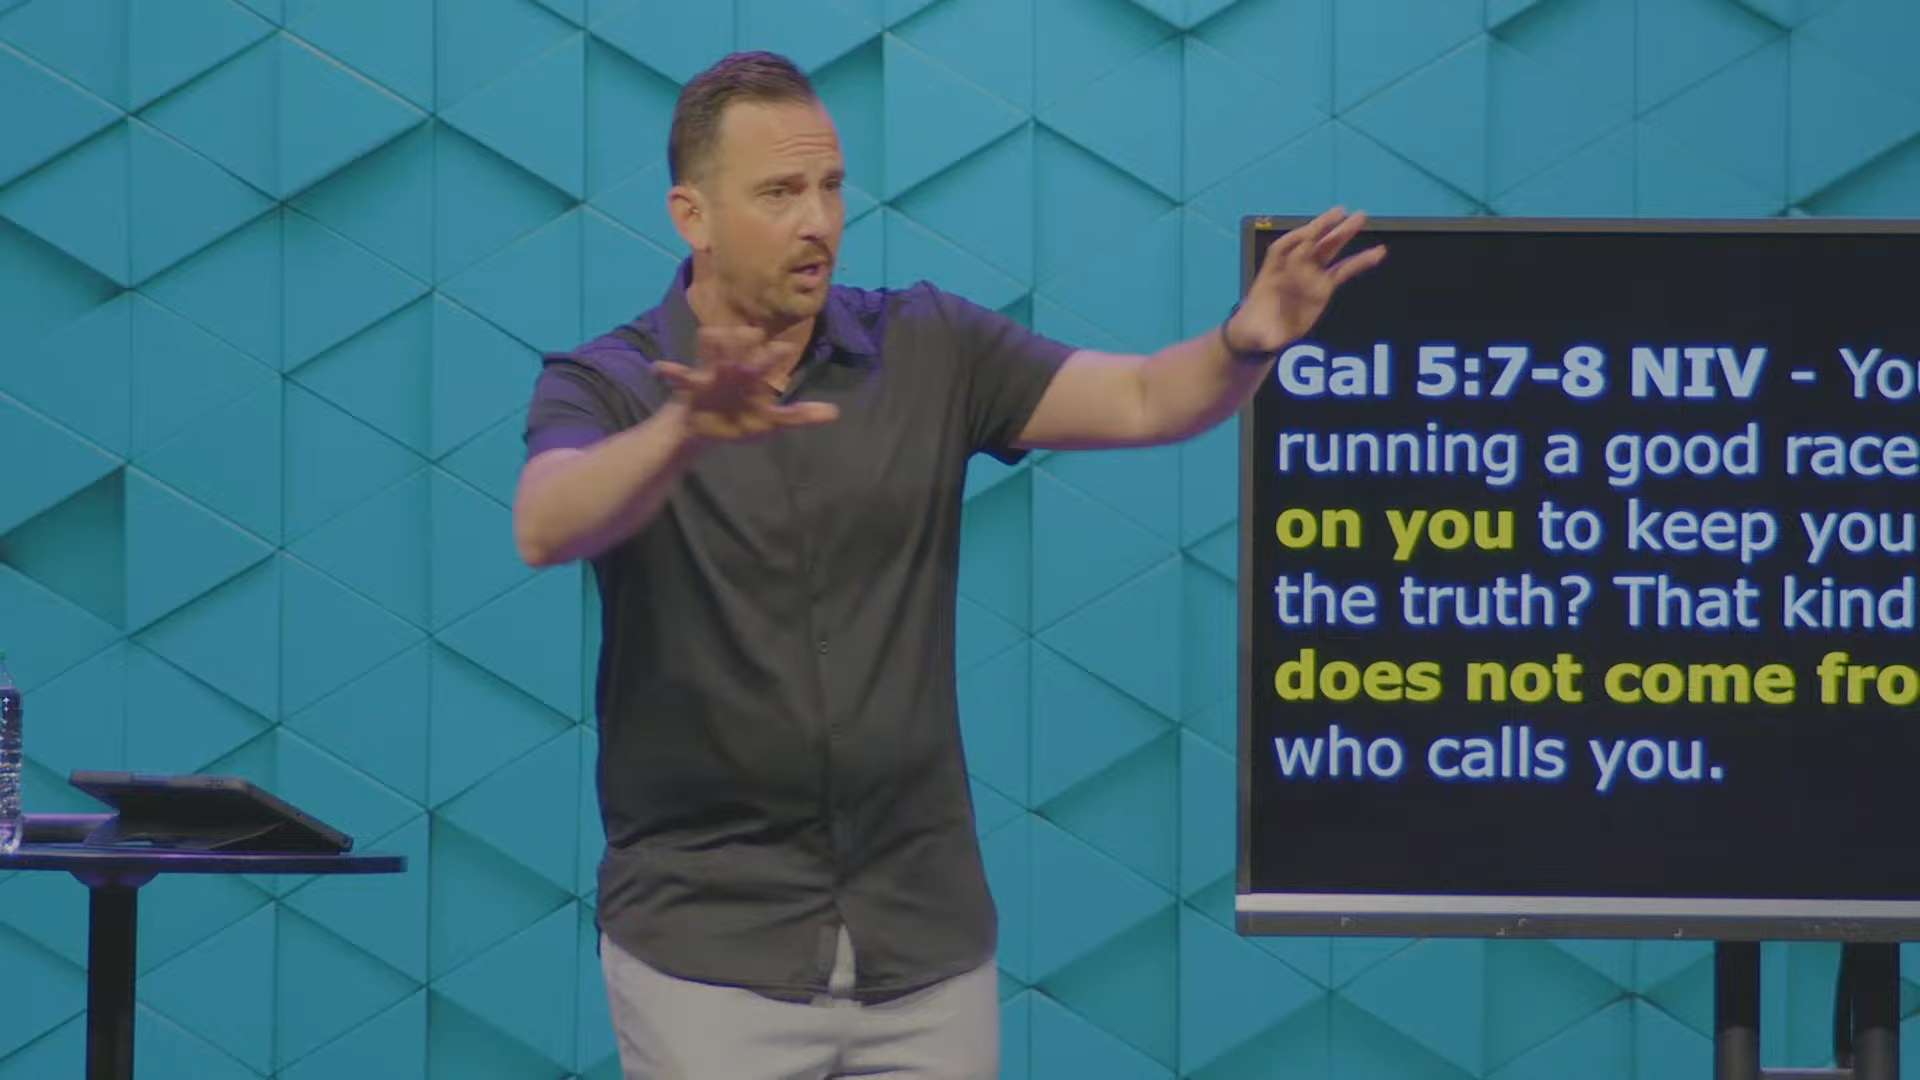 Gal 5:7-8 NIV - You
running a good race
on you to keep you
the truth? That kind
does not come fro
who calls you.